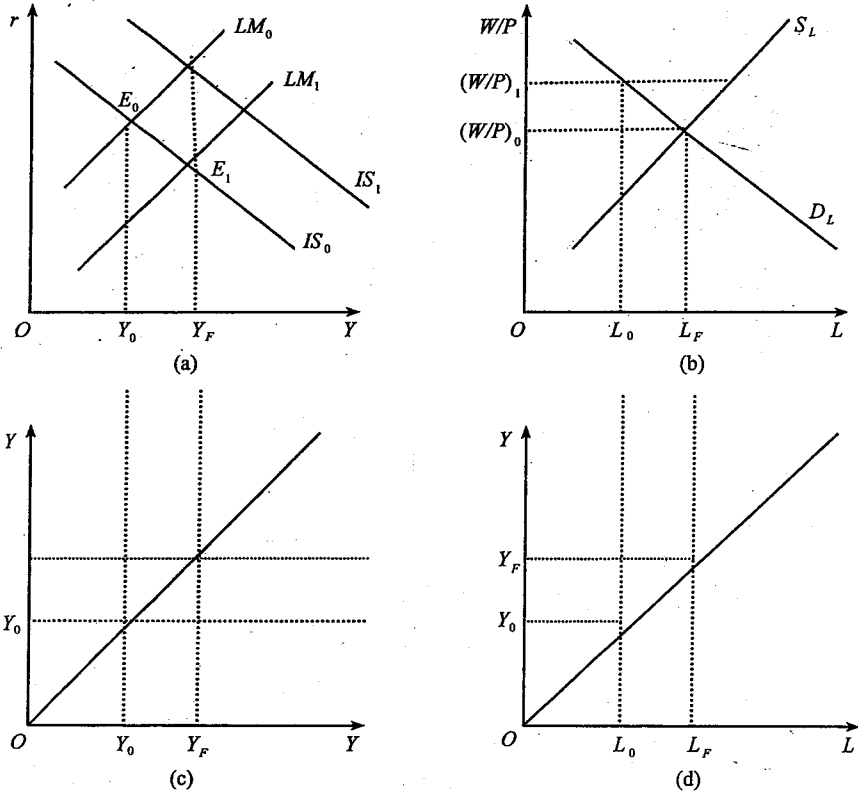 r
LM₀
LM₁
E₀
E₁
IS₁
IS₀
O
Y₀
Y_F
Y
(a)
W/P
S_L
(W/P)₁
(W/P)₀
D_L
O
L₀
L_F
L
(b)
Y
Y₀
O
Y₀
Y_F
Y
(c)
Y
Y_F
Y₀
O
L₀
L_F
L
(d)